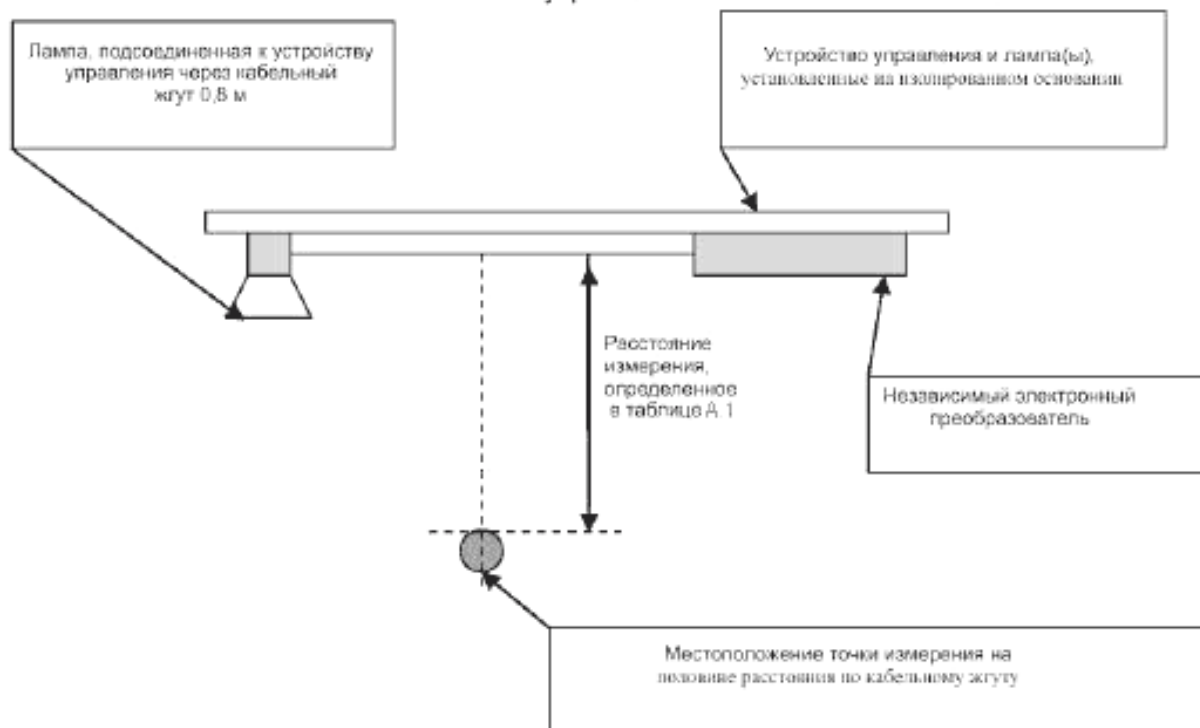 Лампа, подсоединенная к устройству
управления через кабельный
жгут 0,8 м
Устройство управления и лампа(ы),
установленные на изолированном основании
Расстояние
измерения,
определенное
в таблице А.1
Независимый электронный
преобразователь
Местоположение точки измерения на
половине расстояния по кабельному жгуту